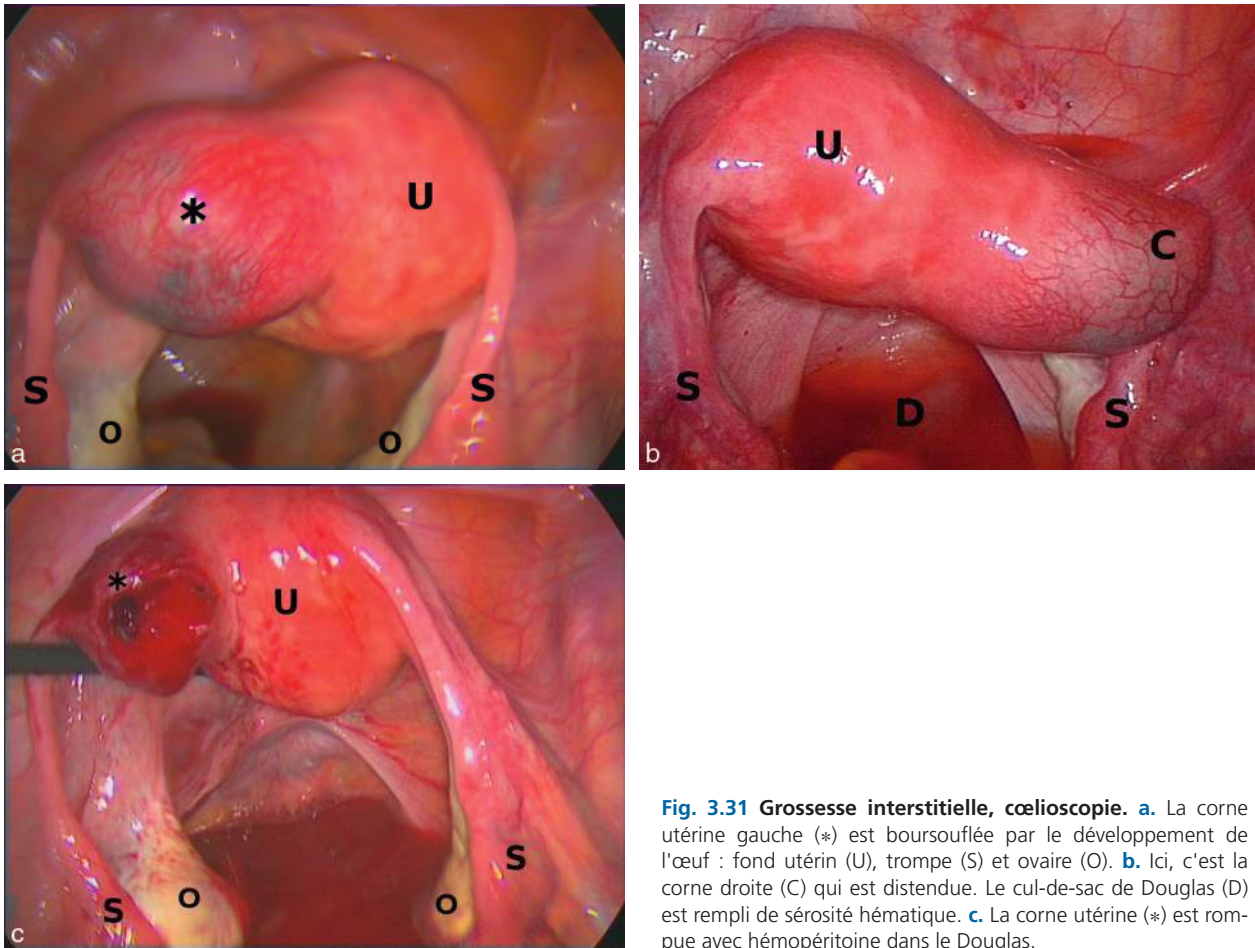 *
U
S
O
O
S
a
U
C
S
D
S
b
*
U
S
O
O
S
c
Fig. 3.31 Grossesse interstitielle, cœlioscopie. a. La corne
utérine gauche (*) est boursouflée par le développement de
l'œuf : fond utérin (U), trompe (S) et ovaire (O). b. Ici, c'est la
corne droite (C) qui est distendue. Le cul-de-sac de Douglas (D)
est rempli de sérosité hématique. c. La corne utérine (*) est rom-
pue avec hémopéritoine dans le Douglas.